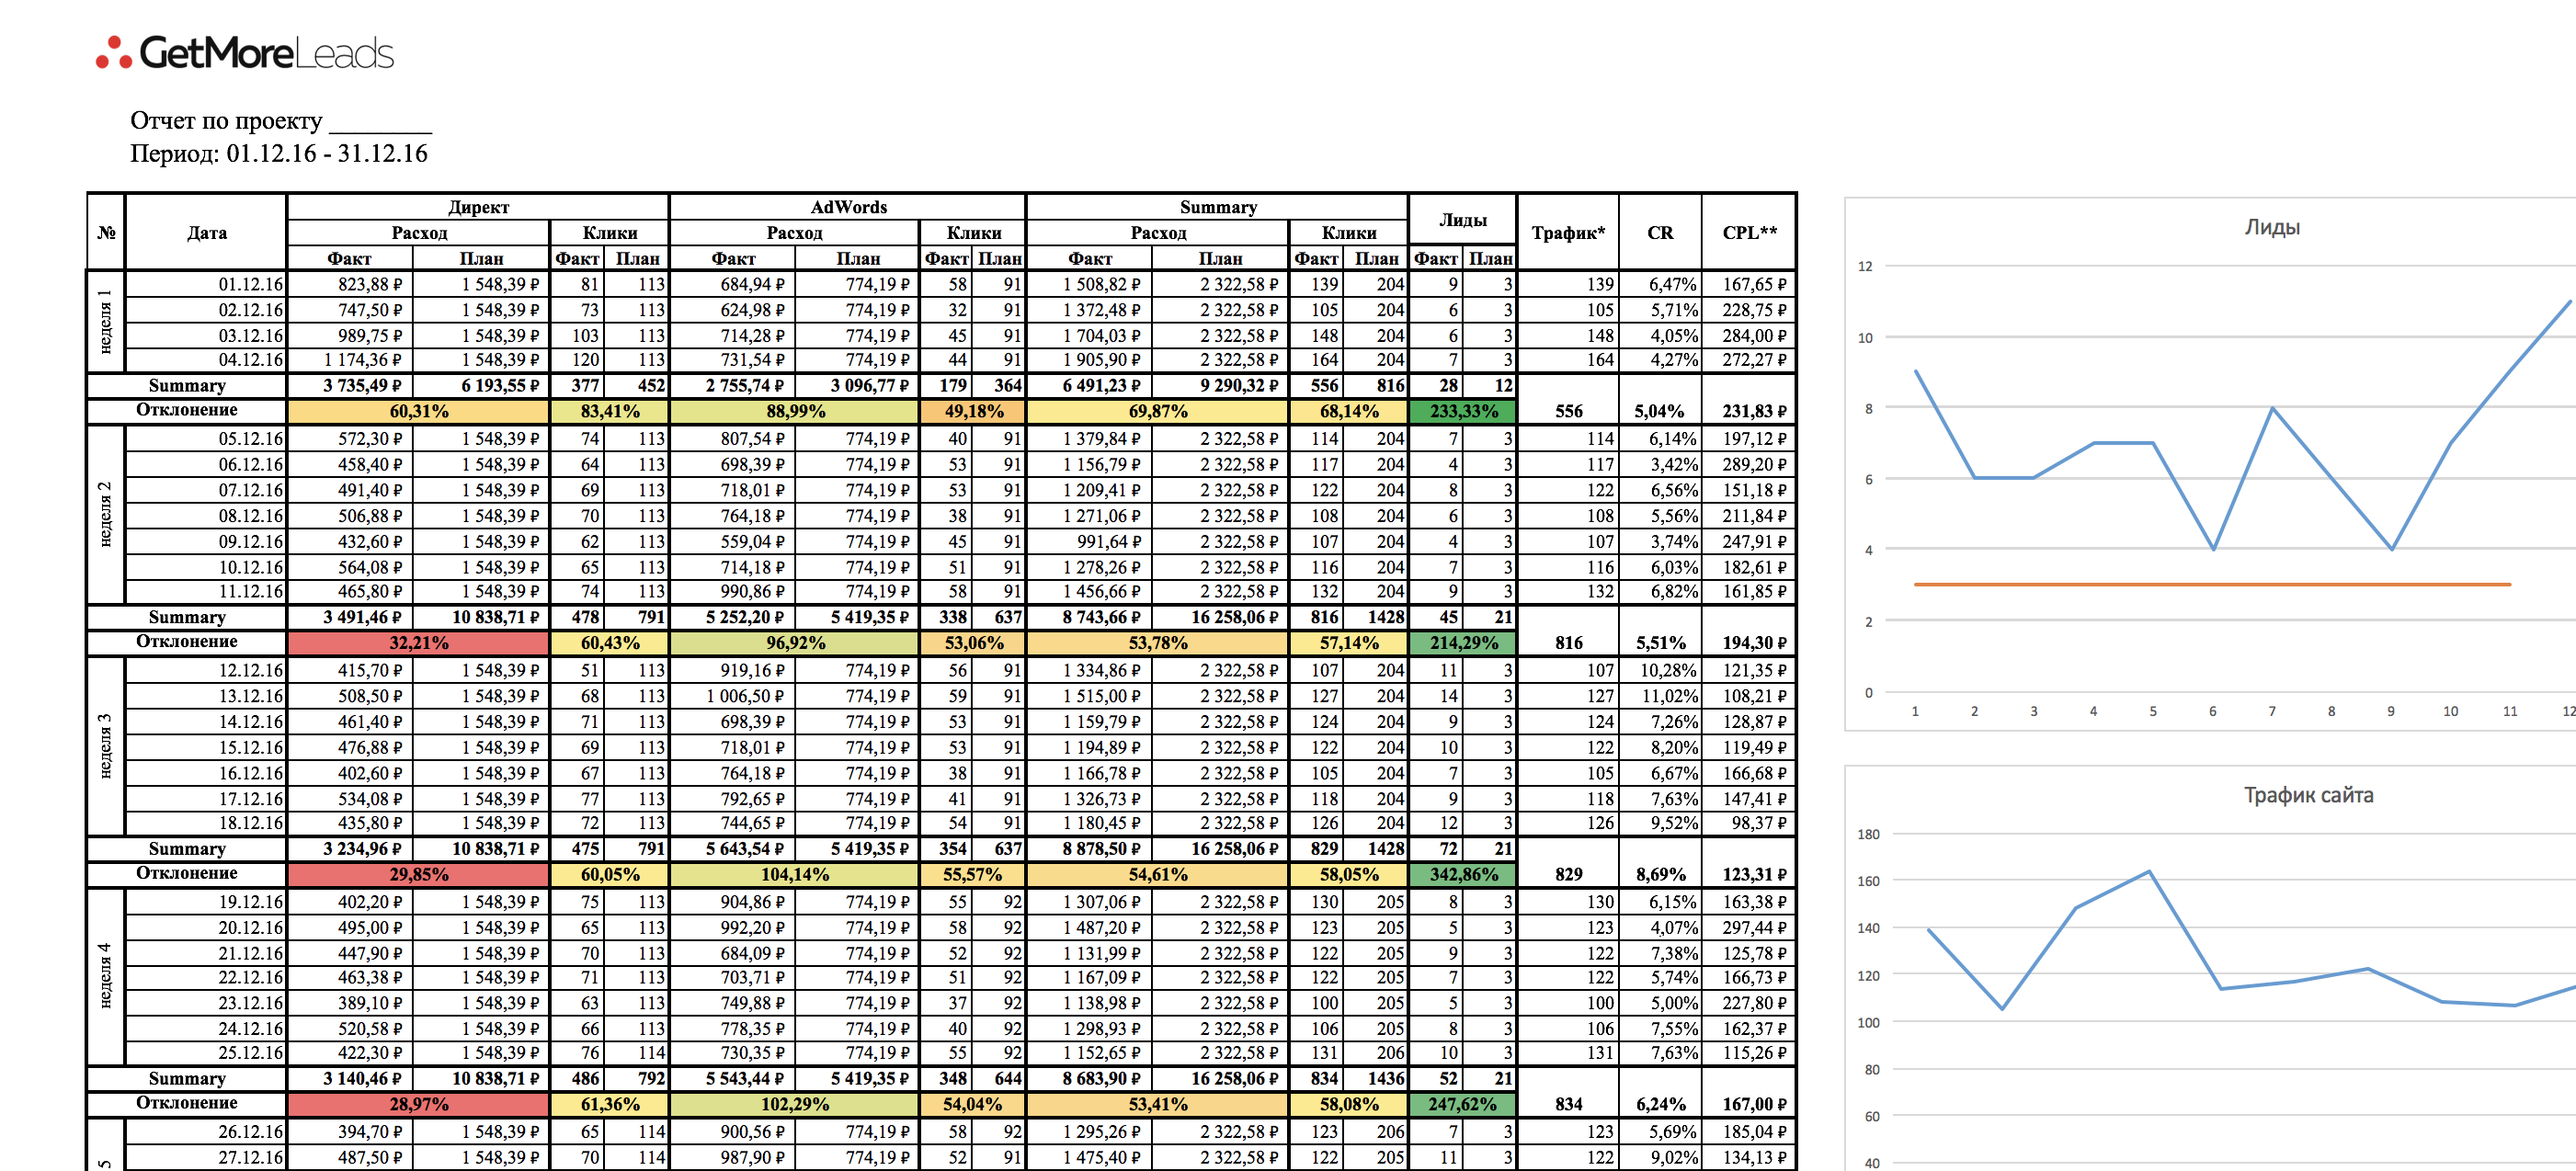 GetMoreLeads
Отчет по проекту ________
Период: 01.12.16 - 31.12.16
№ Дата Директ AdWords Summary Лиды Трафик* CR CPL**
Расход Клики Расход Клики Расход Клики
Факт План Факт План Факт План Факт План Факт План Факт План Факт План
неделя 1
01.12.16 823,88 ₽ 1 548,39 ₽ 81 113 684,94 ₽ 774,19 ₽ 58 91 1 508,82 ₽ 2 322,58 ₽ 139 204 9 3 139 6,47% 167,65 ₽
02.12.16 747,50 ₽ 1 548,39 ₽ 73 113 624,98 ₽ 774,19 ₽ 32 91 1 372,48 ₽ 2 322,58 ₽ 105 204 6 3 105 5,71% 228,75 ₽
03.12.16 989,75 ₽ 1 548,39 ₽ 103 113 714,28 ₽ 774,19 ₽ 45 91 1 704,03 ₽ 2 322,58 ₽ 148 204 6 3 148 4,05% 284,00 ₽
04.12.16 1 174,36 ₽ 1 548,39 ₽ 120 113 731,54 ₽ 774,19 ₽ 44 91 1 905,90 ₽ 2 322,58 ₽ 164 204 7 3 164 4,27% 272,27 ₽
Summary 3 735,49 ₽ 6 193,55 ₽ 377 452 2 755,74 ₽ 3 096,77 ₽ 179 364 6 491,23 ₽ 9 290,32 ₽ 556 816 28 12
Отклонение 60,31% 83,41% 88,99% 49,18% 69,87% 68,14% 233,33% 556 5,04% 231,83 ₽
неделя 2
05.12.16 572,30 ₽ 1 548,39 ₽ 74 113 807,54 ₽ 774,19 ₽ 40 91 1 379,84 ₽ 2 322,58 ₽ 114 204 7 3 114 6,14% 197,12 ₽
06.12.16 458,40 ₽ 1 548,39 ₽ 64 113 698,39 ₽ 774,19 ₽ 53 91 1 156,79 ₽ 2 322,58 ₽ 117 204 4 3 117 3,42% 289,20 ₽
07.12.16 491,40 ₽ 1 548,39 ₽ 69 113 718,01 ₽ 774,19 ₽ 53 91 1 209,41 ₽ 2 322,58 ₽ 122 204 8 3 122 6,56% 151,18 ₽
08.12.16 506,88 ₽ 1 548,39 ₽ 70 113 764,18 ₽ 774,19 ₽ 38 91 1 271,06 ₽ 2 322,58 ₽ 108 204 6 3 108 5,56% 211,84 ₽
09.12.16 432,60 ₽ 1 548,39 ₽ 62 113 559,04 ₽ 774,19 ₽ 45 91 991,64 ₽ 2 322,58 ₽ 107 204 4 3 107 3,74% 247,91 ₽
10.12.16 564,08 ₽ 1 548,39 ₽ 65 113 714,18 ₽ 774,19 ₽ 51 91 1 278,26 ₽ 2 322,58 ₽ 116 204 7 3 116 6,03% 182,61 ₽
11.12.16 465,80 ₽ 1 548,39 ₽ 74 113 990,86 ₽ 774,19 ₽ 58 91 1 456,66 ₽ 2 322,58 ₽ 132 204 9 3 132 6,82% 161,85 ₽
Summary 3 491,46 ₽ 10 838,71 ₽ 478 791 5 252,20 ₽ 5 419,35 ₽ 338 637 8 743,66 ₽ 16 258,06 ₽ 816 1428 45 21
Отклонение 32,21% 60,43% 96,92% 53,06% 53,78% 57,14% 214,29% 816 5,51% 194,30 ₽
неделя 3
12.12.16 415,70 ₽ 1 548,39 ₽ 51 113 919,16 ₽ 774,19 ₽ 56 91 1 334,86 ₽ 2 322,58 ₽ 107 204 11 3 107 10,28% 121,35 ₽
13.12.16 508,50 ₽ 1 548,39 ₽ 68 113 1 006,50 ₽ 774,19 ₽ 59 91 1 515,00 ₽ 2 322,58 ₽ 127 204 14 3 127 11,02% 108,21 ₽
14.12.16 461,40 ₽ 1 548,39 ₽ 71 113 698,39 ₽ 774,19 ₽ 53 91 1 159,79 ₽ 2 322,58 ₽ 124 204 9 3 124 7,26% 128,87 ₽
15.12.16 476,88 ₽ 1 548,39 ₽ 69 113 718,01 ₽ 774,19 ₽ 53 91 1 194,89 ₽ 2 322,58 ₽ 122 204 10 3 122 8,20% 119,49 ₽
16.12.16 402,60 ₽ 1 548,39 ₽ 67 113 764,18 ₽ 774,19 ₽ 38 91 1 166,78 ₽ 2 322,58 ₽ 105 204 7 3 105 6,67% 166,68 ₽
17.12.16 534,08 ₽ 1 548,39 ₽ 77 113 792,65 ₽ 774,19 ₽ 41 91 1 326,73 ₽ 2 322,58 ₽ 118 204 9 3 118 7,63% 147,41 ₽
18.12.16 435,80 ₽ 1 548,39 ₽ 72 113 744,65 ₽ 774,19 ₽ 54 91 1 180,45 ₽ 2 322,58 ₽ 126 204 12 3 126 9,52% 98,37 ₽
Summary 3 234,96 ₽ 10 838,71 ₽ 475 791 5 643,54 ₽ 5 419,35 ₽ 354 637 8 878,50 ₽ 16 258,06 ₽ 829 1428 72 21
Отклонение 29,85% 60,05% 104,14% 55,57% 54,61% 58,05% 342,86% 829 8,69% 123,31 ₽
неделя 4
19.12.16 402,20 ₽ 1 548,39 ₽ 75 113 904,86 ₽ 774,19 ₽ 55 92 1 307,06 ₽ 2 322,58 ₽ 130 205 8 3 130 6,15% 163,38 ₽
20.12.16 495,00 ₽ 1 548,39 ₽ 65 113 992,20 ₽ 774,19 ₽ 58 92 1 487,20 ₽ 2 322,58 ₽ 123 205 5 3 123 4,07% 297,44 ₽
21.12.16 447,90 ₽ 1 548,39 ₽ 70 113 684,09 ₽ 774,19 ₽ 52 92 1 131,99 ₽ 2 322,58 ₽ 122 205 9 3 122 7,38% 125,78 ₽
22.12.16 463,38 ₽ 1 548,39 ₽ 71 113 703,71 ₽ 774,19 ₽ 51 92 1 167,09 ₽ 2 322,58 ₽ 122 205 7 3 122 5,74% 166,73 ₽
23.12.16 389,10 ₽ 1 548,39 ₽ 63 113 749,88 ₽ 774,19 ₽ 37 92 1 138,98 ₽ 2 322,58 ₽ 100 205 5 3 100 5,00% 227,80 ₽
24.12.16 520,58 ₽ 1 548,39 ₽ 66 113 778,35 ₽ 774,19 ₽ 40 92 1 298,93 ₽ 2 322,58 ₽ 106 205 8 3 106 7,55% 162,37 ₽
25.12.16 422,30 ₽ 1 548,39 ₽ 76 114 730,35 ₽ 774,19 ₽ 55 92 1 152,65 ₽ 2 322,58 ₽ 131 206 10 3 131 7,63% 115,26 ₽
Summary 3 140,46 ₽ 10 838,71 ₽ 486 792 5 543,44 ₽ 5 419,35 ₽ 348 644 8 683,90 ₽ 16 258,06 ₽ 834 1436 52 21
Отклонение 28,97% 61,36% 102,29% 54,04% 53,41% 58,08% 247,62% 834 6,24% 167,00 ₽
5
26.12.16 394,70 ₽ 1 548,39 ₽ 65 114 900,56 ₽ 774,19 ₽ 58 92 1 295,26 ₽ 2 322,58 ₽ 123 206 7 3 123 5,69% 185,04 ₽
27.12.16 487,50 ₽ 1 548,39 ₽ 70 114 987,90 ₽ 774,19 ₽ 52 91 1 475,40 ₽ 2 322,58 ₽ 122 205 11 3 122 9,02% 134,13 ₽
Лиды
12
10
8
6
4
2
0
1 2 3 4 5 6 7 8 9 10 11 12
Трафик сайта
180
160
140
120
100
80
60
40